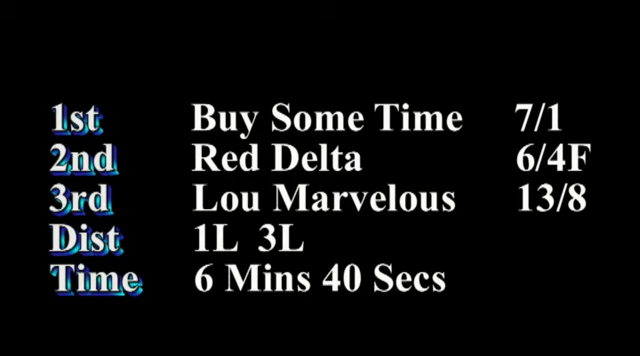 1st Buy Some Time 7/1
2nd Red Delta 6/4F
3rd Lou Marvelous 13/8
Dist 1L 3L
Time 6 Mins 40 Secs